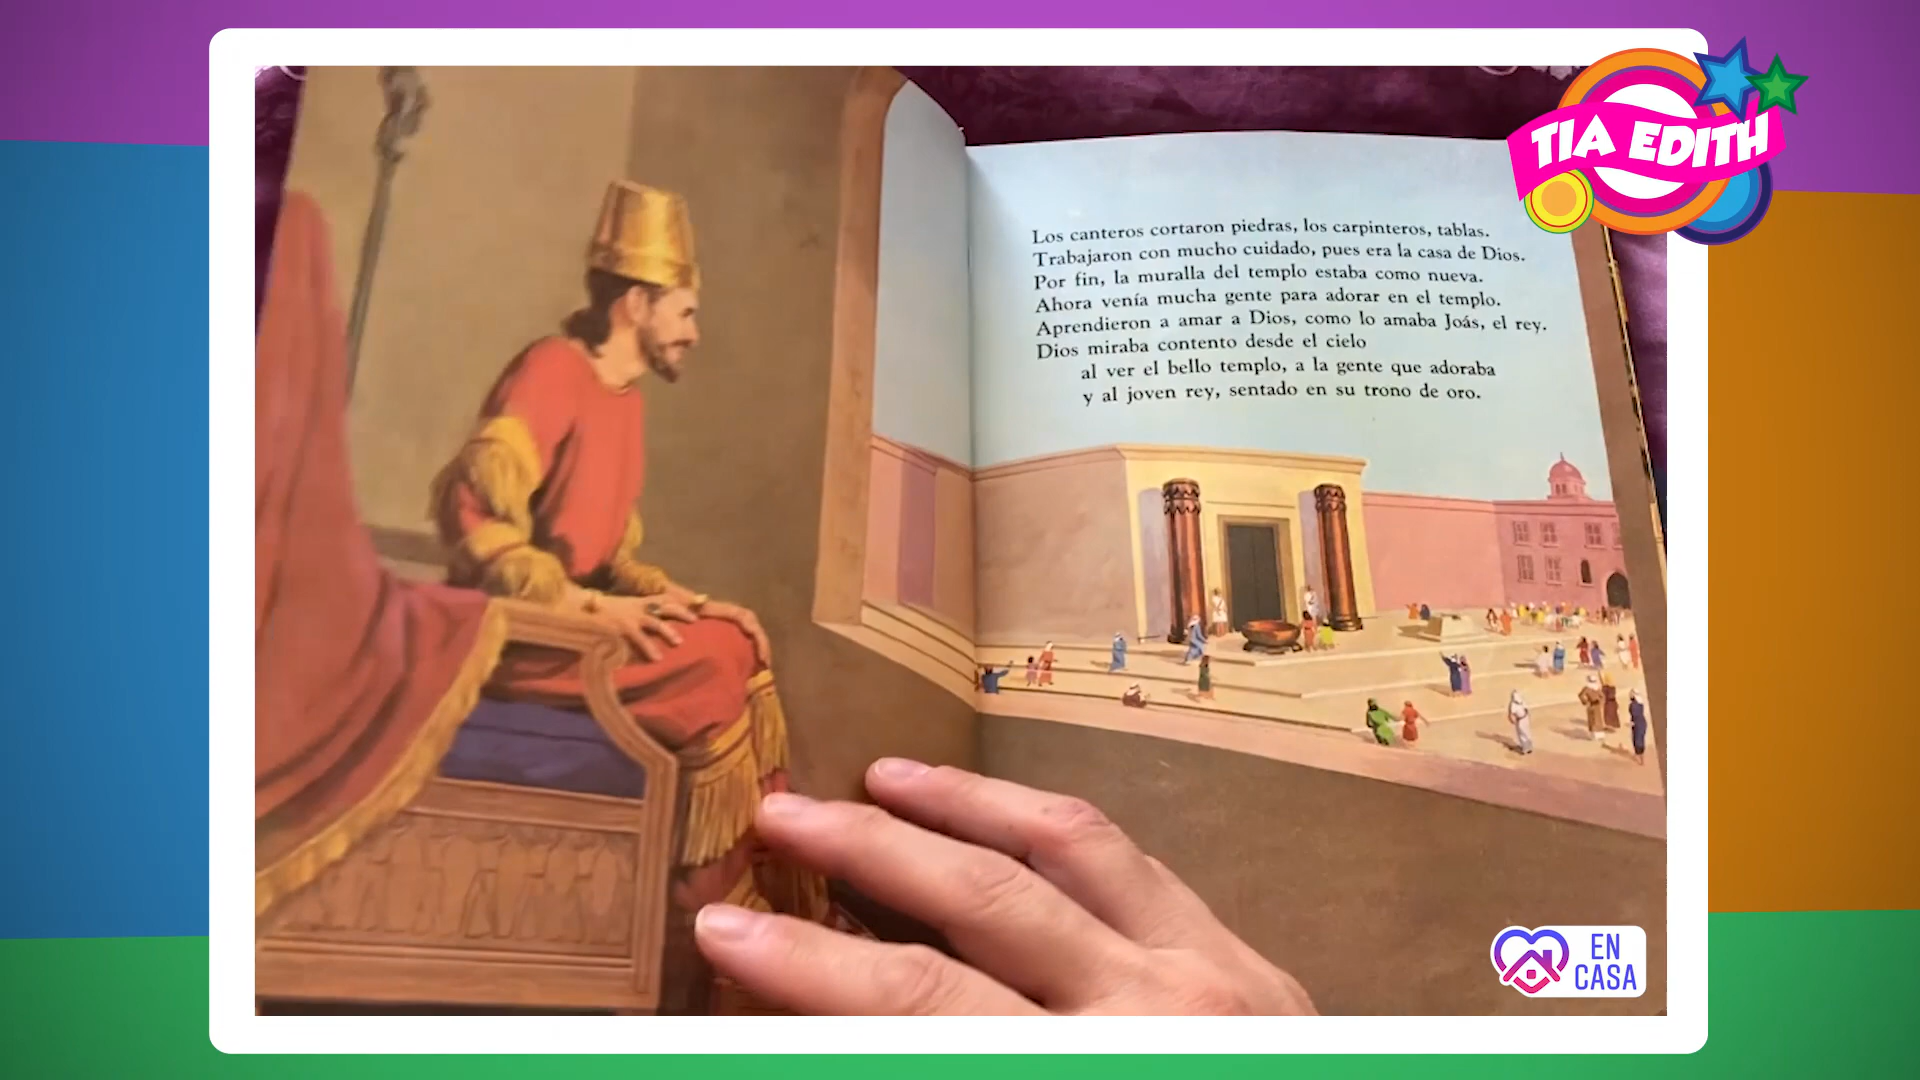 TIA EDITH
Los canteros cortaron piedras, los carpinteros, tablas.
Trabajaron con mucho cuidado, pues era la casa de Dios.
Por fin, la muralla del templo estaba como nueva.
Ahora venía mucha gente para adorar en el templo.
Aprendieron a amar a Dios, como lo amaba Joás, el rey.
Dios miraba contento desde el cielo
al ver el bello templo, a la gente que adoraba
y al joven rey, sentado en su trono de oro.
EN
CASA